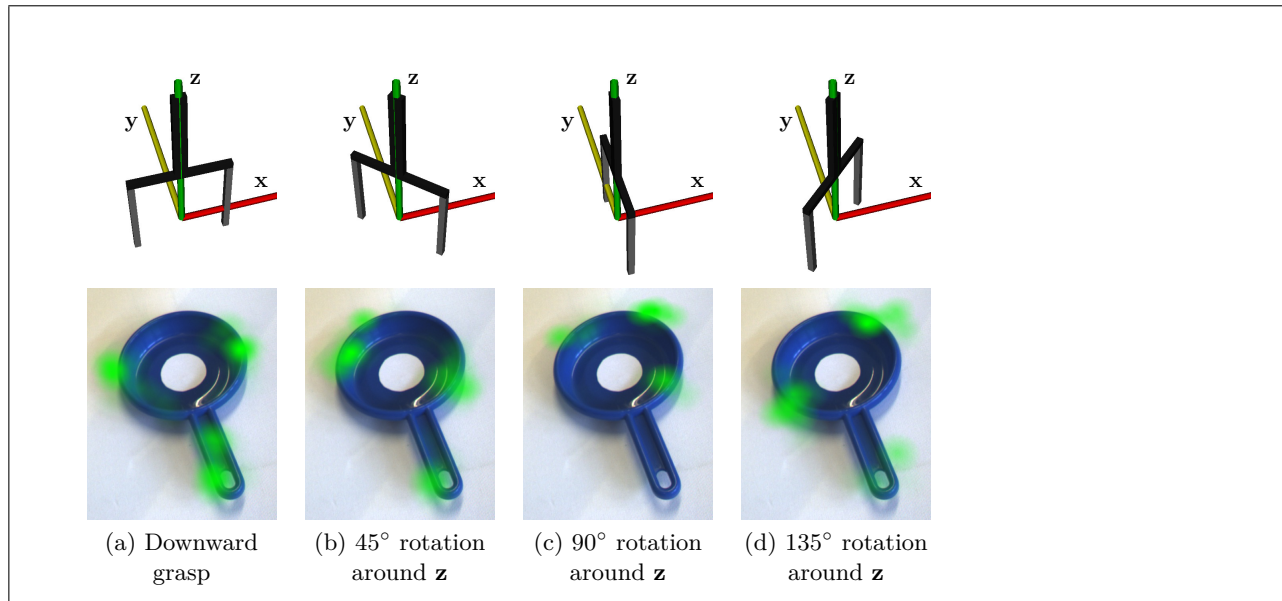 z
y
x
z
y
x
z
y
x
z
y
x
(a) Downward
grasp
(b) 45° rotation
around z
(c) 90° rotation
around z
(d) 135° rotation
around z